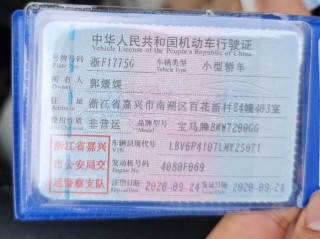 中华人民共和国机动车行驶证
Vehicle License of the People's Republic of China
号牌号码 浙F1775G 车辆类型 小型轿车
Plate No. Vehicle Type
所有人 郭媛媛
Owner
住址 浙江省嘉兴市南湖区百花新村84幢403室
Address
使用性质 非营运 品牌型号 宝马牌BMW7200GG
浙江省嘉兴 车辆识别代号 LBV6P4107LMY25071
VIN
市公安局交 发动机号码 4080F069
Engine No.
通警察支队 注册日期 2020-09-24 发证日期 2020-09-24